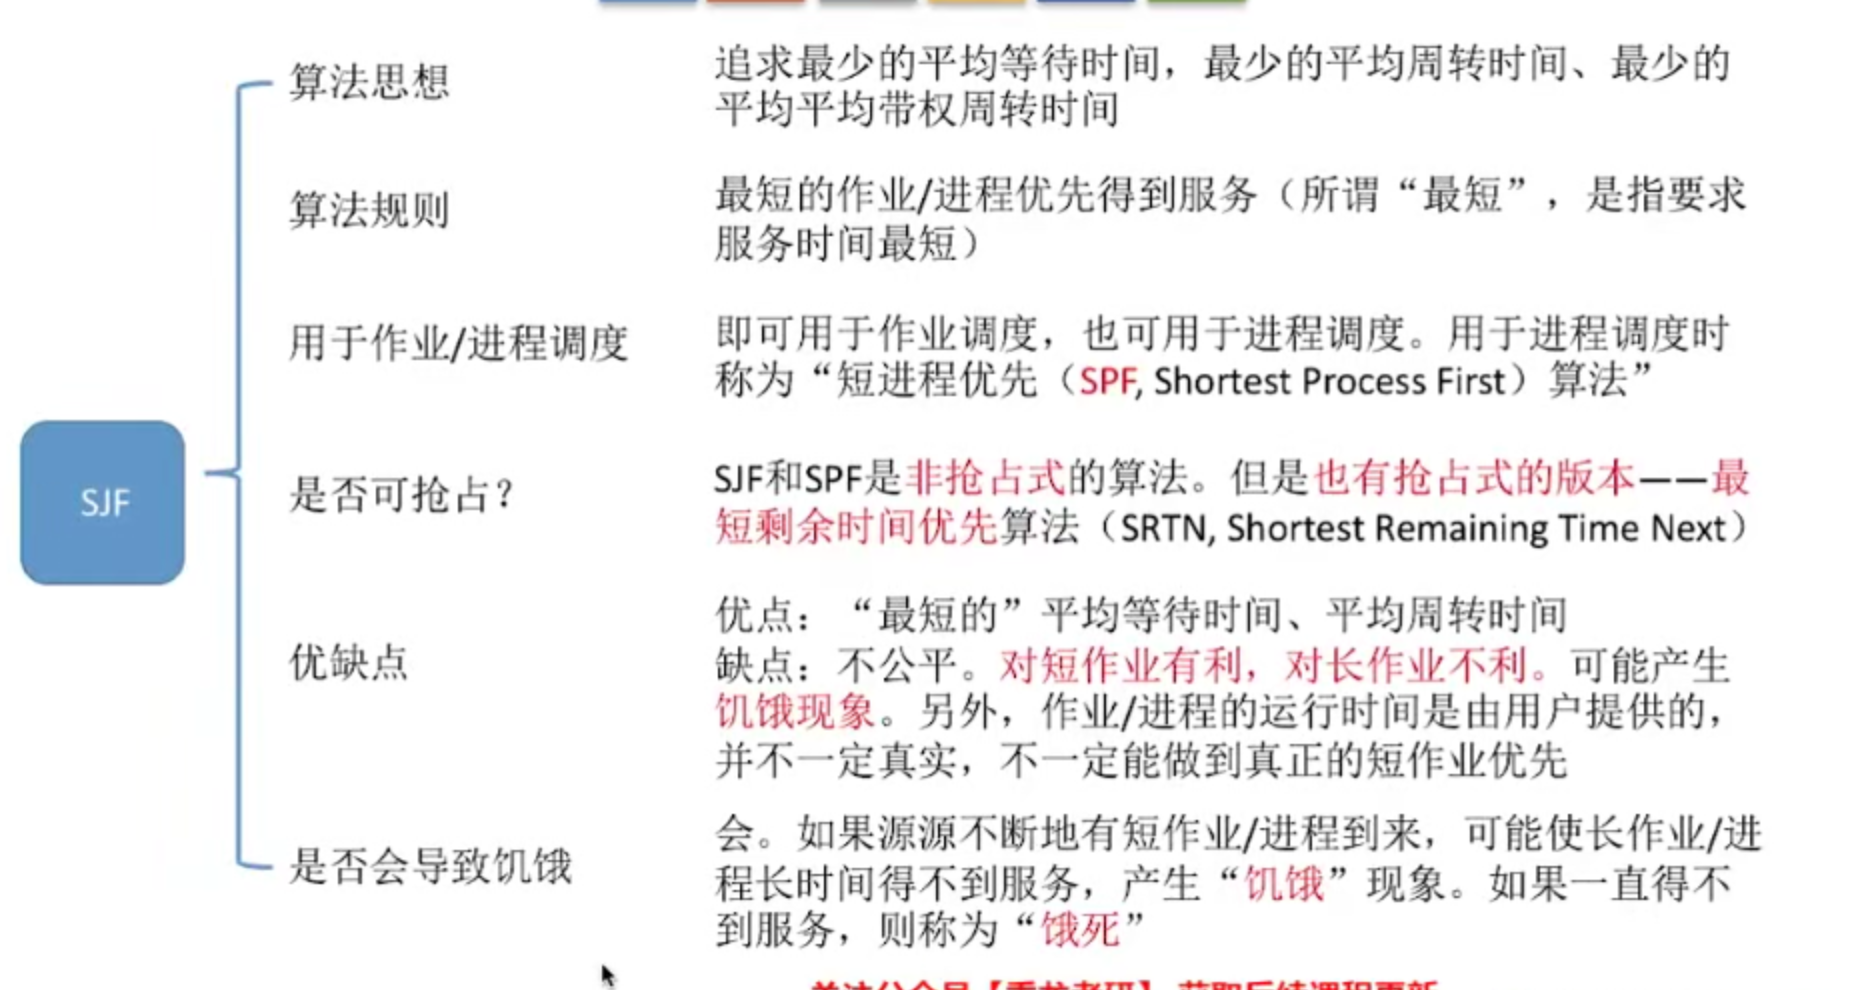 算法思想
追求最少的平均等待时间，最少的平均周转时间、最少的
平均平均带权周转时间
算法规则
最短的作业/进程优先得到服务（所谓“最短”，是指要求
服务时间最短）
用于作业/进程调度
即可用于作业调度，也可用于进程调度。用于进程调度时
称为“短进程优先（SPF, Shortest Process First）算法”
SJF
是否可抢占？
SJF和SPF是非抢占式的算法。但是也有抢占式的版本——最
短剩余时间优先算法（SRTN, Shortest Remaining Time Next）
优缺点
优点：“最短的”平均等待时间、平均周转时间
缺点：不公平。对短作业有利，对长作业不利。可能产生
饥饿现象。另外，作业/进程的运行时间是由用户提供的，
并不一定真实，不一定能做到真正的短作业优先
是否会导致饥饿
会。如果源源不断地有短作业/进程到来，可能使长作业/进
程长时间得不到服务，产生“饥饿”现象。如果一直得不
到服务，则称为“饿死”